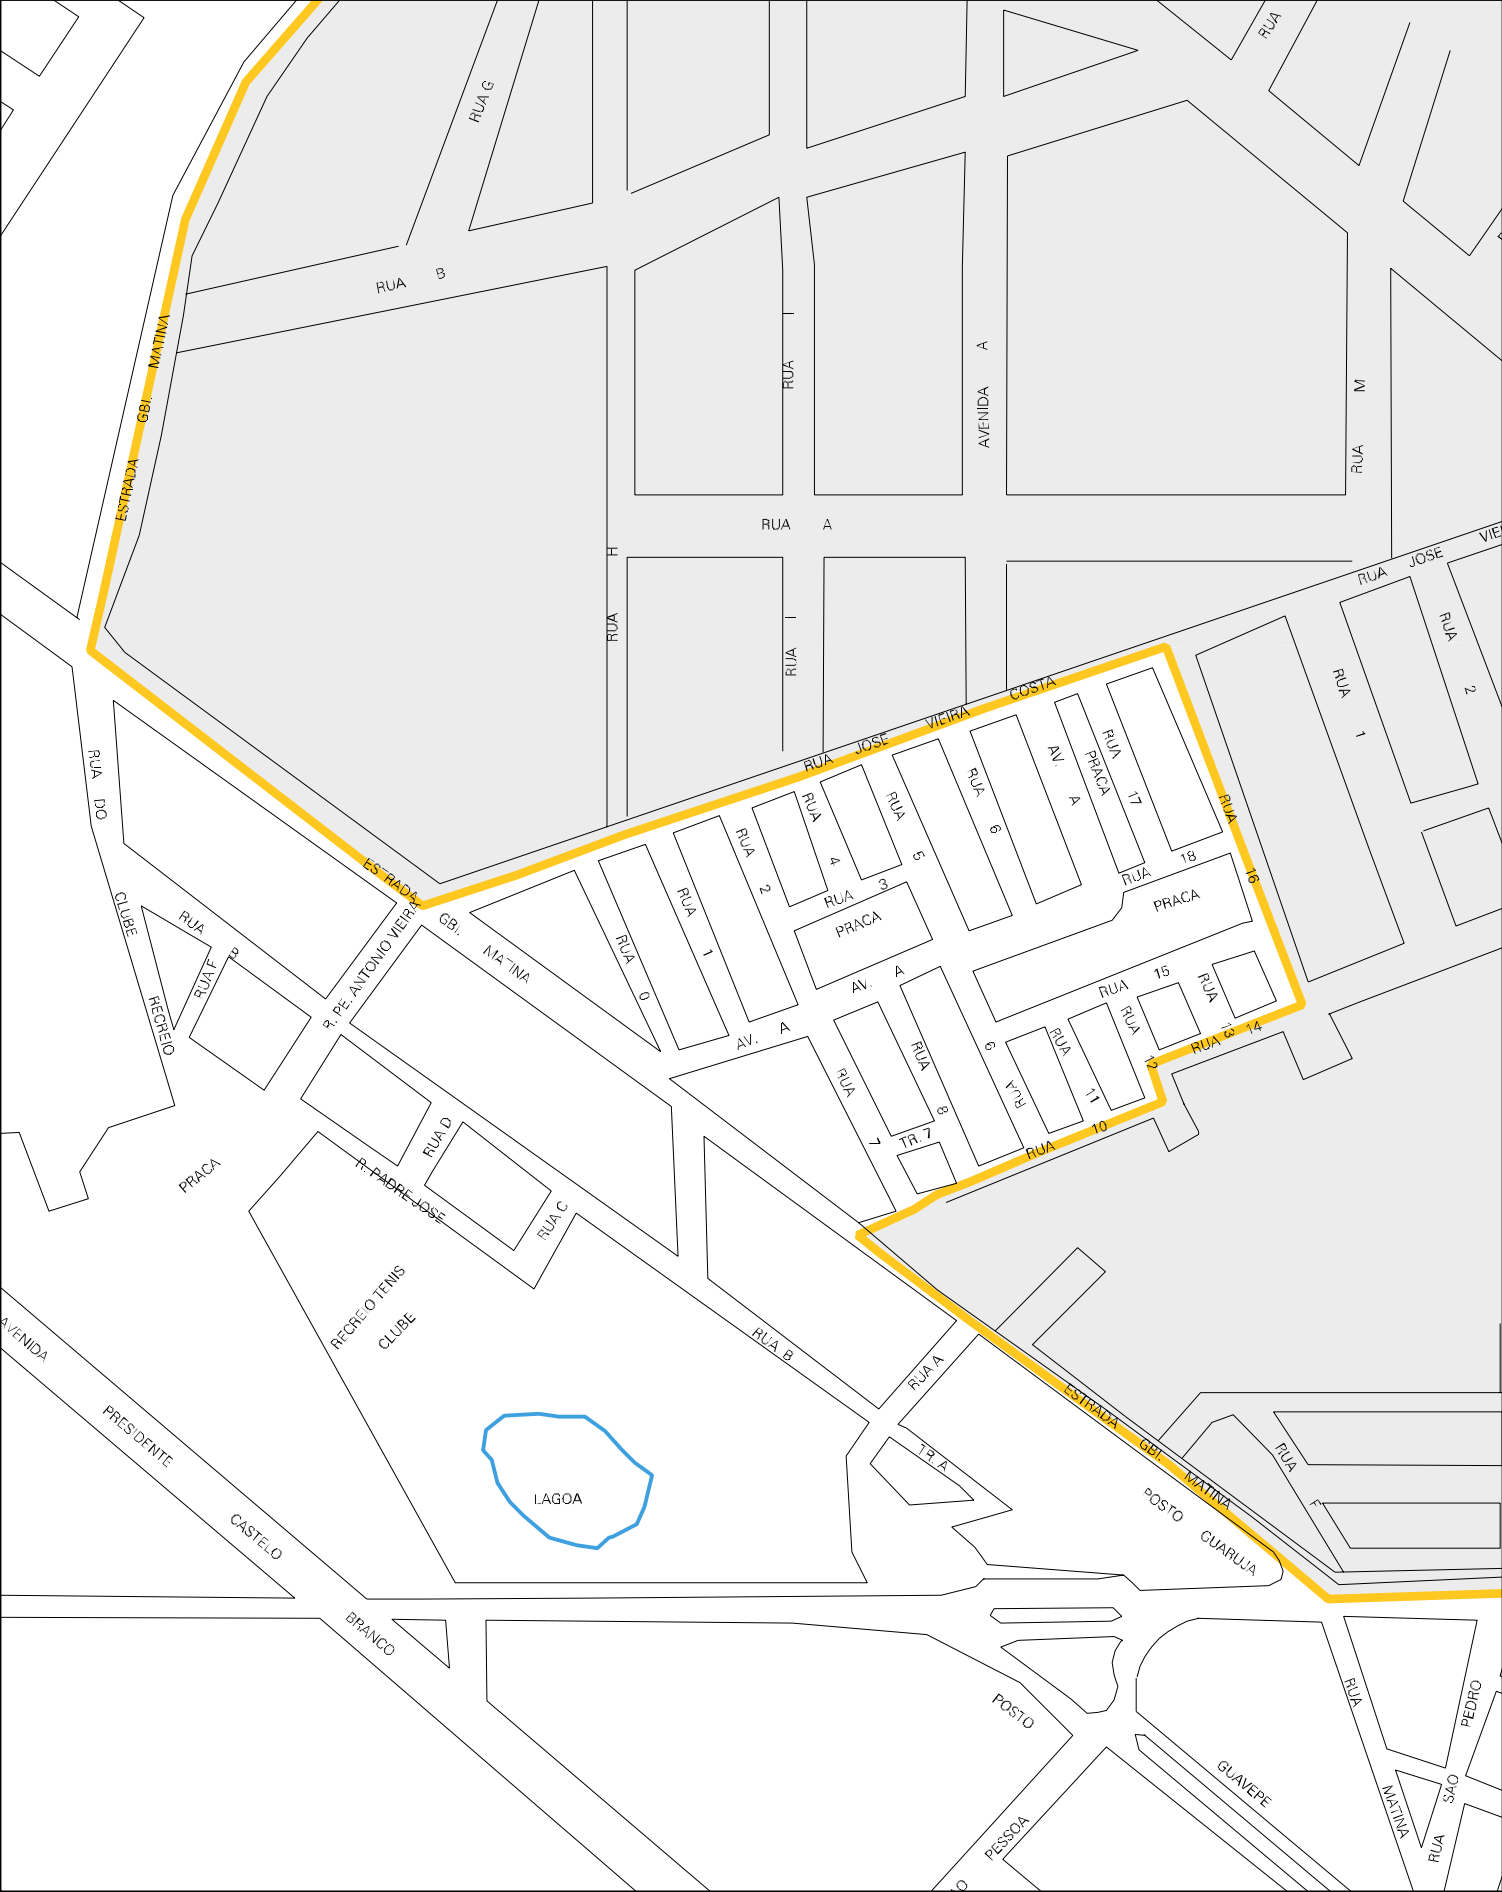 RUA
RUA G
RUA B
ESTRADA GBI. MATINA
RUA I
AVENIDA A
RUA M
RUA A
RUA H
RUA I
RUA JOSE
RUA 1
RUA 2
RUA JOSE VIEIRA COSTA
RUA DO CLUBE RECREIO
ESTRADA GBI. MATINA
R. PE. ANTONIO VIEIRA
RUA B
RUA F
RUA 0
RUA 1
RUA 2
RUA 4
RUA 3
RUA 5
RUA 6
AV. A
PRACA
RUA 17
RUA 18
RUA 16
PRACA
PRACA
AV. A
AV. A
RUA 15
RUA 13
RUA 14
RUA 12
RUA 11
RUA 6
RUA 7
RUA 8
TR. 7
RUA 10
RUA D
R. PADRE JOSE
RUA C
PRACA
RECREIO TENIS
CLUBE
RUA B
RUA A
TR. A
LAGOA
AVENIDA PRESIDENTE CASTELO BRANCO
ESTRADA GBI. MATINA
RUA F
POSTO GUARUJA
POSTO
GUAVEPE
PESSOA
RUA MATINA
RUA SAO PEDRO